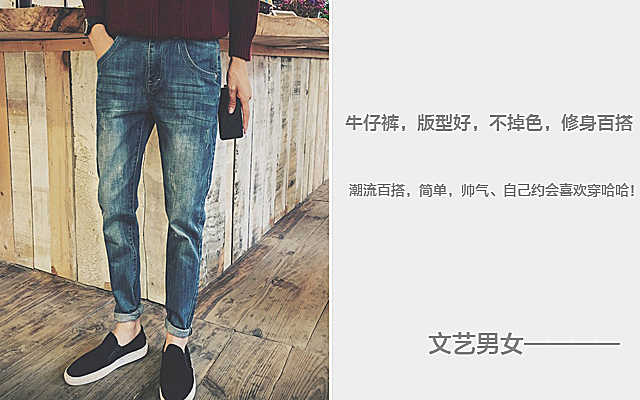 牛仔裤，版型好，不掉色，修身百搭
潮流百搭，简单，帅气、自己约会喜欢穿哈哈！
文艺男女————